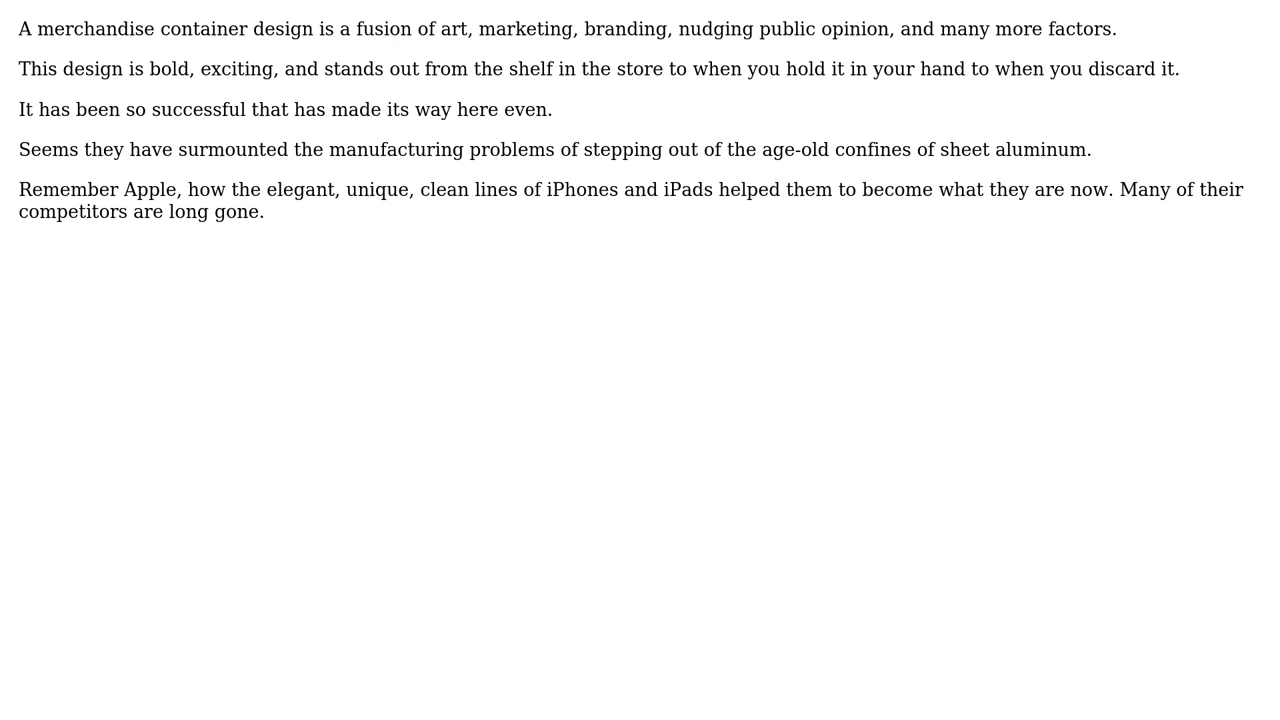 A merchandise container design is a fusion of art, marketing, branding, nudging public opinion, and many more factors.
This design is bold, exciting, and stands out from the shelf in the store to when you hold it in your hand to when you discard it.
It has been so successful that has made its way here even.
Seems they have surmounted the manufacturing problems of stepping out of the age-old confines of sheet aluminum.
Remember Apple, how the elegant, unique, clean lines of iPhones and iPads helped them to become what they are now. Many of their
competitors are long gone.